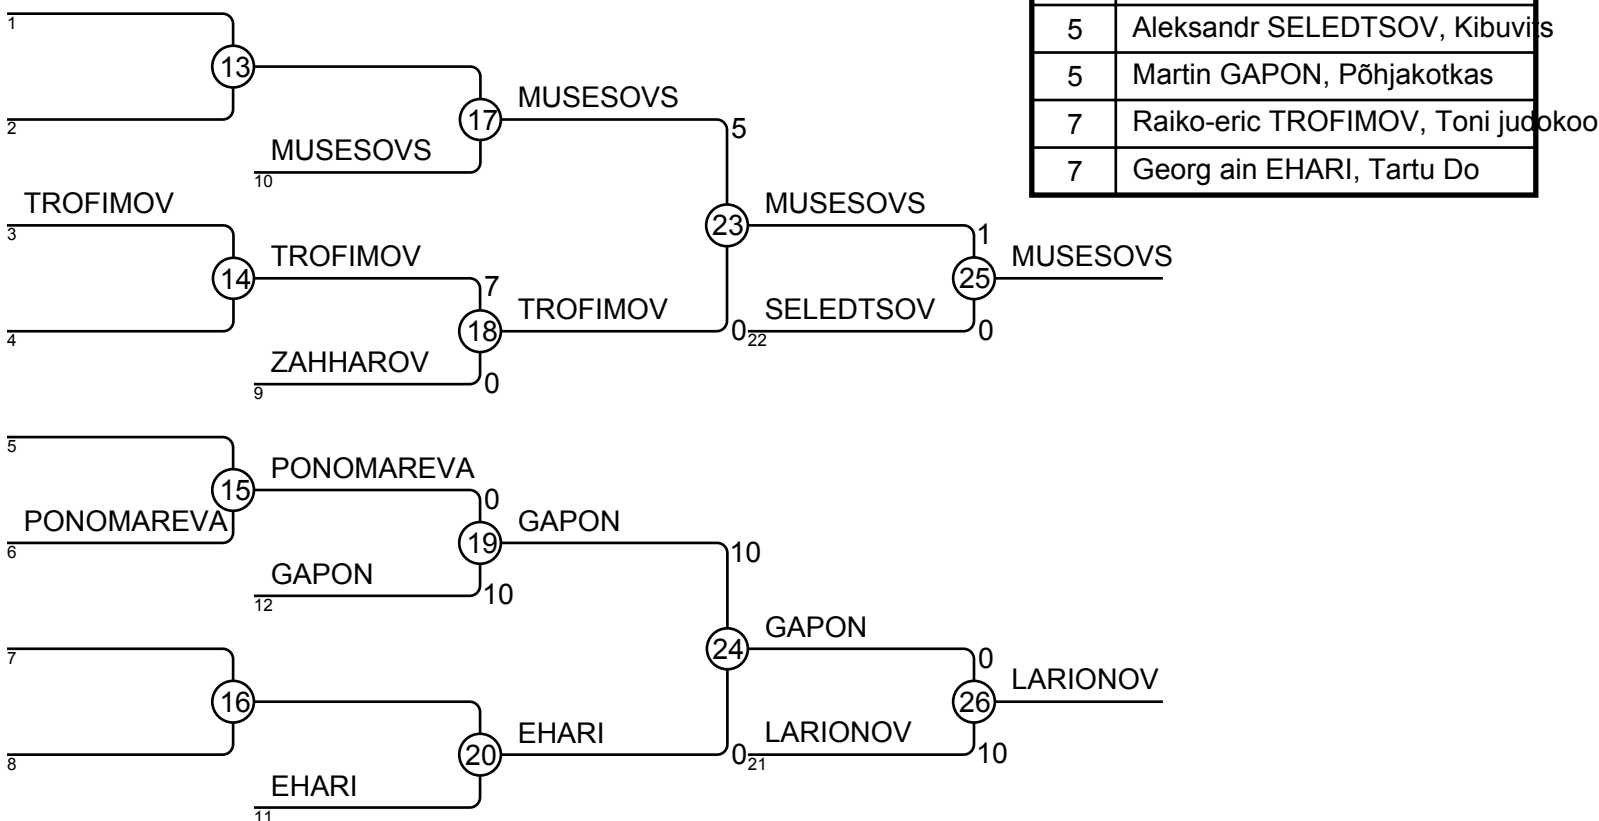 1
13
2
MUSESOVS
10
17
MUSESOVS
5
TROFIMOV
3
14
4
TROFIMOV
7
18
ZAHHAROV
9
0
TROFIMOV
0
23
MUSESOVS
1
SELEDTSOV
22
0
25
MUSESOVS
5
15
PONOMAREVA
6
PONOMAREVA
0
19
GAPON
12
10
GAPON
10
7
16
8
20
EHARI
11
EHARI
0
24
GAPON
0
LARIONOV
21
10
26
LARIONOV
5 Aleksandr SELEDTSOV, Kibuvits
5 Martin GAPON, Põhjakotkas
7 Raiko-eric TROFIMOV, Toni judokoo
7 Georg ain EHARI, Tartu Do